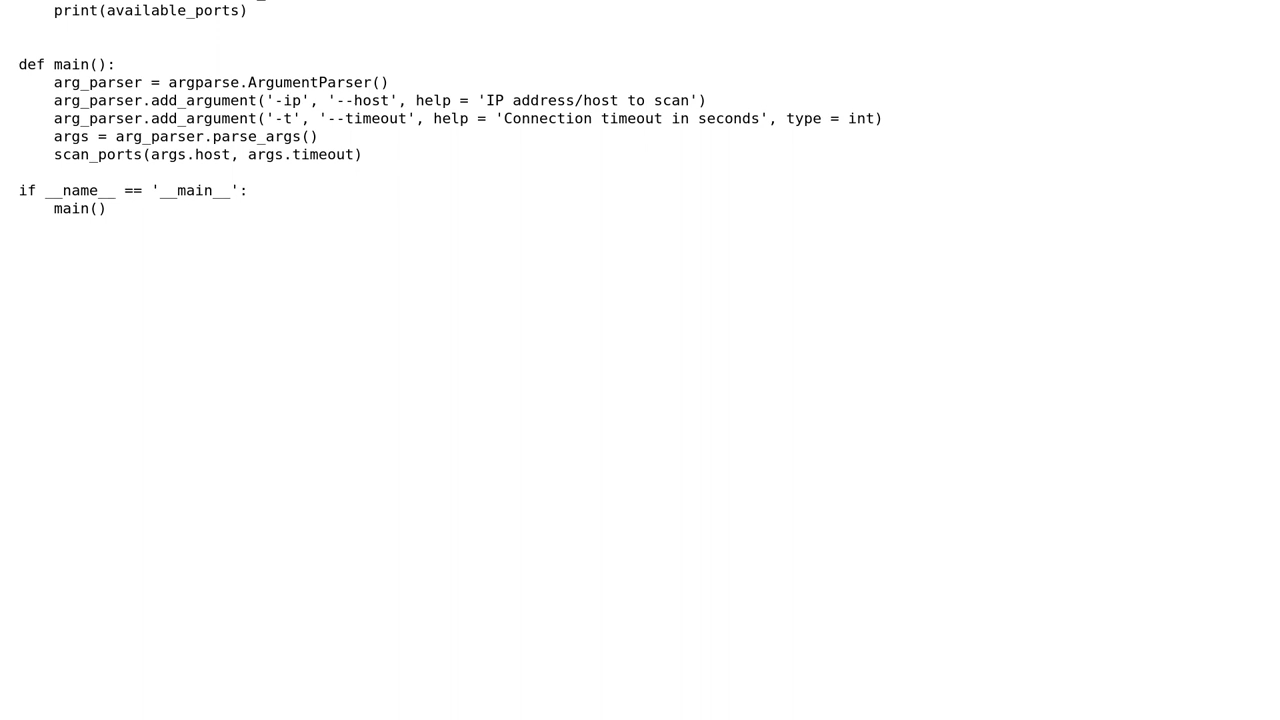 print(available_ports)
def main():
arg_parser = argparse.ArgumentParser()
arg_parser.add_argument('-ip', '--host', help = 'IP address/host to scan')
arg_parser.add_argument('-t', '--timeout', help = 'Connection timeout in seconds', type = int)
args = arg_parser.parse_args()
scan_ports(args.host, args.timeout)
if __name__ == '__main__':
main()